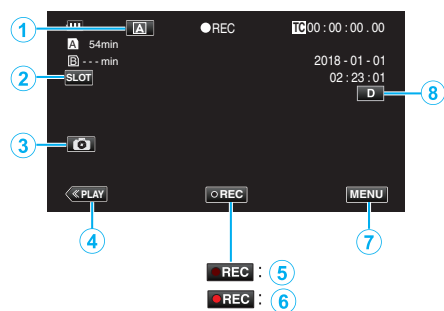 1 A ●REC TC 00 : 00 : 00 . 00
A 54min
B - - - min 2018 - 01 - 01
2 SLOT 02 : 23 : 01
D 8
3
≪PLAY ○REC MENU
4 7
●REC : 5
●REC : 6